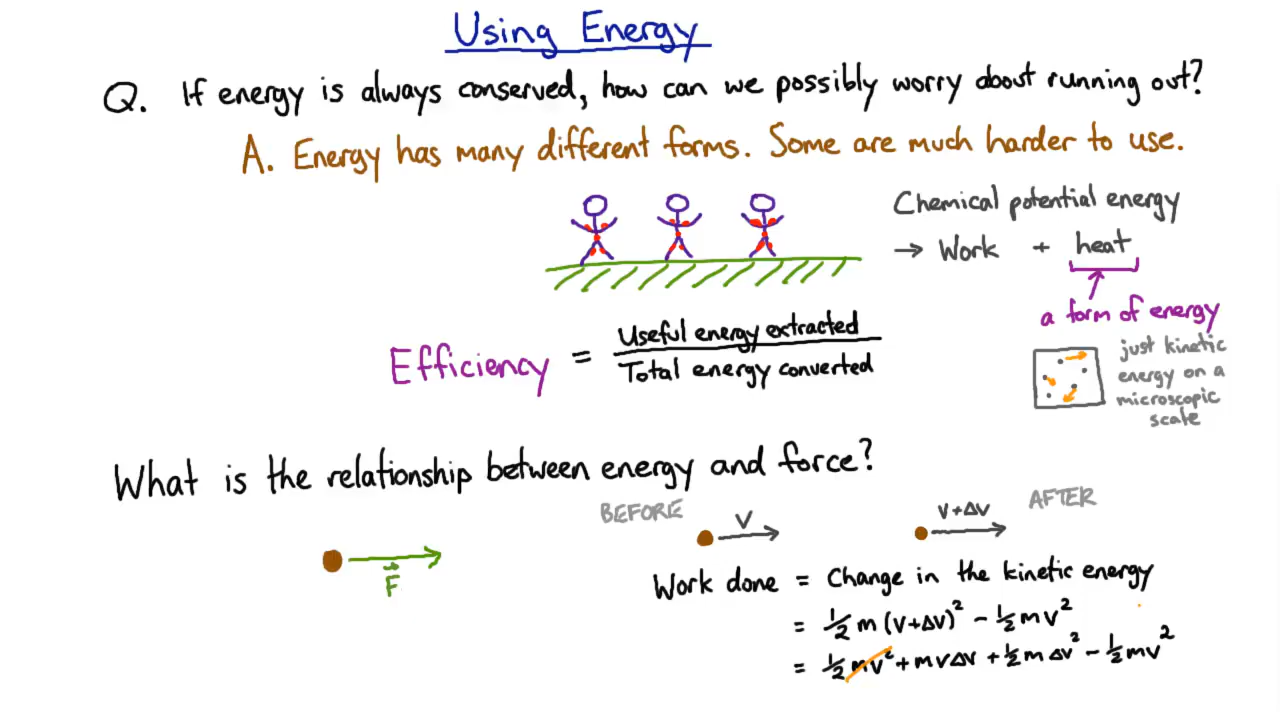 Using Energy
Q. If energy is always conserved, how can we possibly worry about running out?
A. Energy has many different forms. Some are much harder to use.
Chemical potential energy
→ Work + heat
a form of energy
just kinetic
energy on a
microscopic
scale
Efficiency = Useful energy extracted
Total energy converted
What is the relationship between energy and force?
BEFORE
V
V+ΔV
AFTER
F⃗
Work done = Change in the kinetic energy
= 1/2 m (V+ΔV)² − 1/2 mv²
= 1/2 mv² + mvΔV + 1/2 m ΔV² − 1/2 mv²